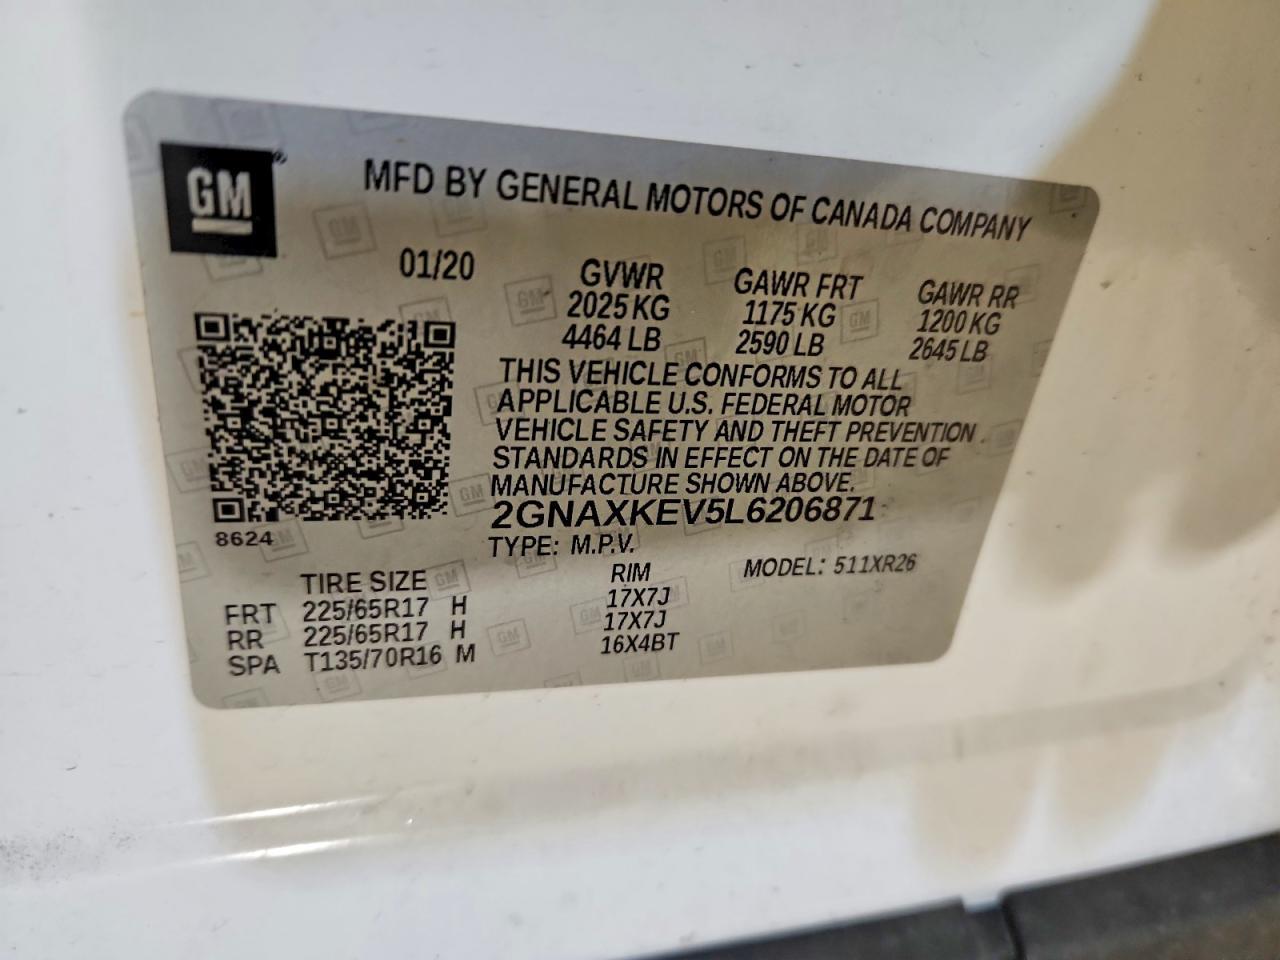 GM
MFD BY GENERAL MOTORS OF CANADA COMPANY
01/20 GVWR GAWR FRT GAWR RR
2025 KG 1175 KG 1200 KG
4464 LB 2590 LB 2645 LB
THIS VEHICLE CONFORMS TO ALL
APPLICABLE U.S. FEDERAL MOTOR
VEHICLE SAFETY AND THEFT PREVENTION
STANDARDS IN EFFECT ON THE DATE OF
MANUFACTURE SHOWN ABOVE.
2GNAXKEV5L6206871
8624
TYPE: M.P.V. MODEL: 511XR26
TIRE SIZE RIM
FRT 225/65R17 H 17X7J
RR 225/65R17 H 17X7J
SPA T135/70R16 M 16X4BT